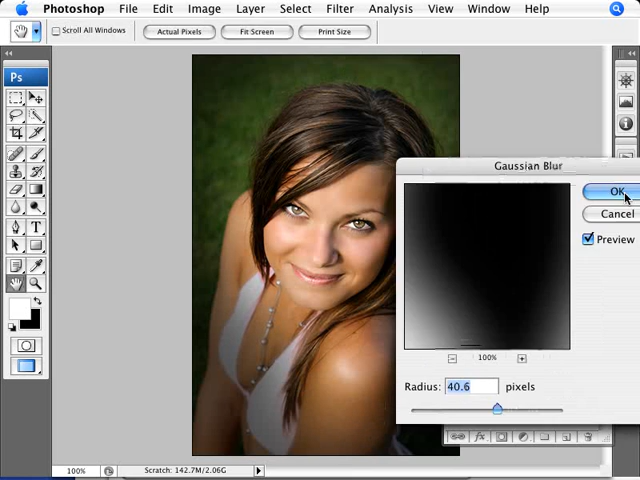 Photoshop File Edit Image Layer Select Filter Analysis View Window Help
Scroll All Windows Actual Pixels Fit Screen Print Size
Ps
Gaussian Blur
OK
Cancel
Preview
100%
Radius: 40.6 pixels
fx
100% Scratch: 142.7M/2.06G